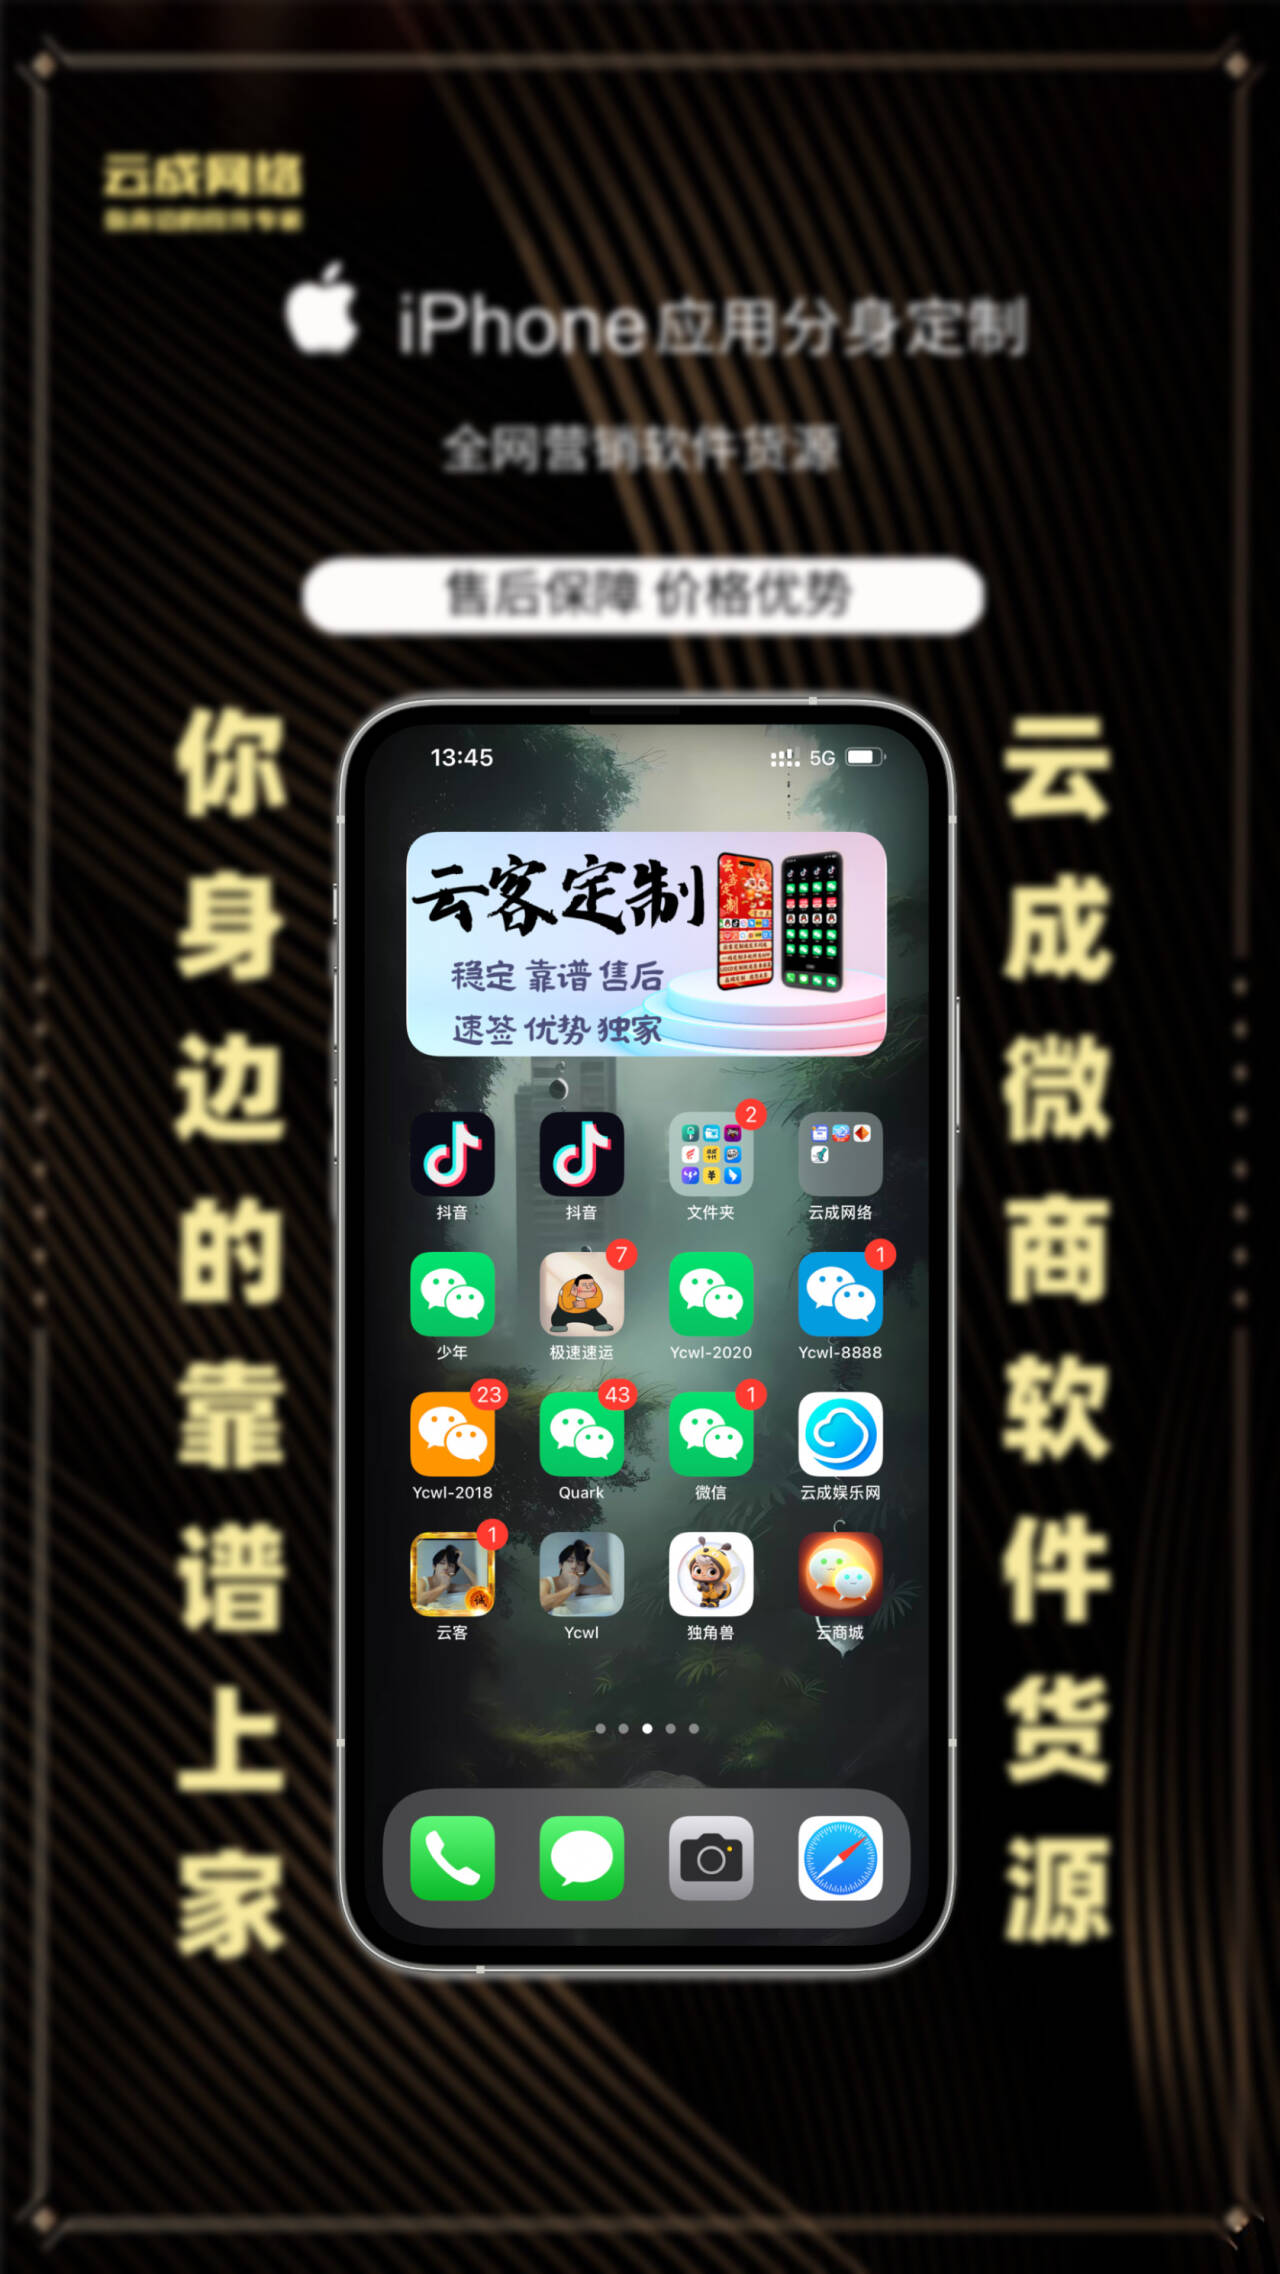 云成网络
iPhone应用分身定制
全网营销软件货源
售后保障 价格优势
你身边的靠谱上家
云成微商软件货源
13:45
5G
云客定制
稳定 靠谱 售后
速签 优势 独家
2
抖音
抖音
文件夹
云成网络
7
1
少年
极速速运
Ycwl-2020
Ycwl-8888
23
43
1
Ycwl-2018
Quark
微信
云成娱乐网
1
诚
云客
Ycwl
独角兽
云商城